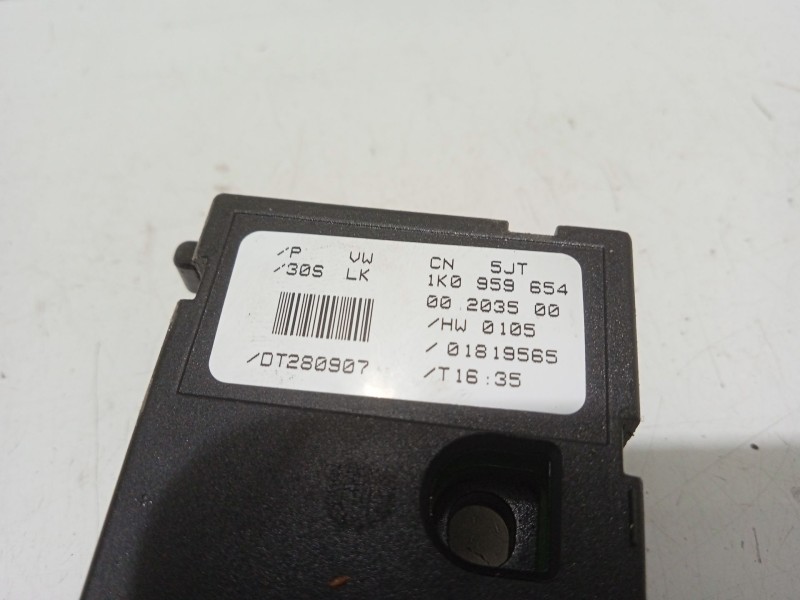 /P VW CN 5JT
/30S LK 1K0 959 654
00 2035 00
/HW 0105
/ 01819565
/DT280907 /T16:35